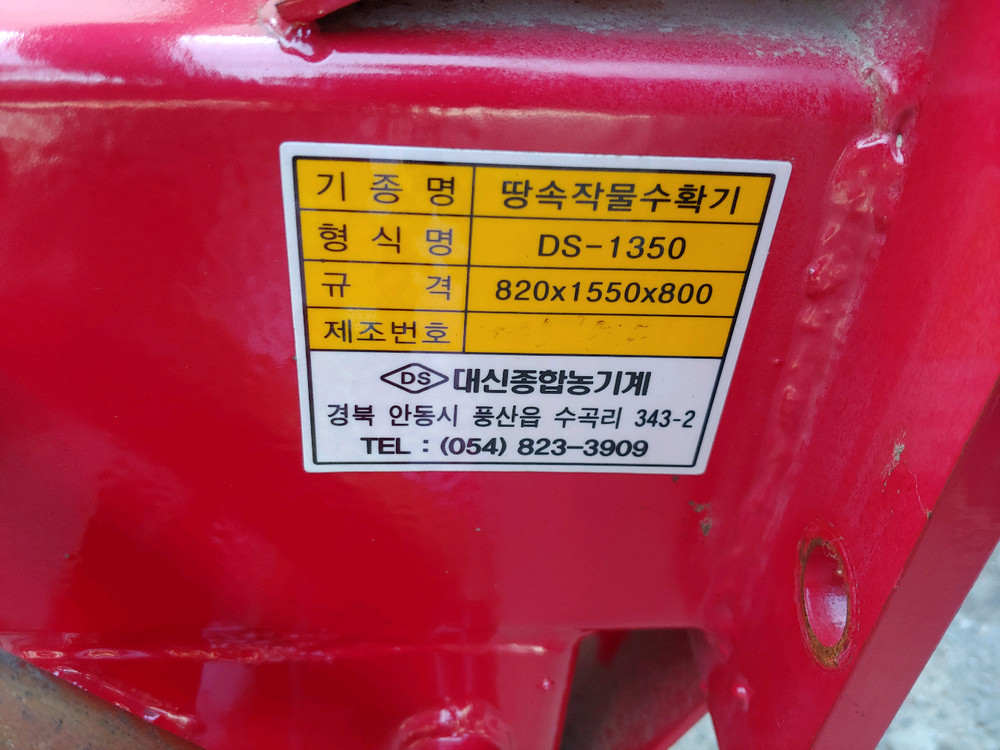 기 종 명 땅속작물수확기
형 식 명 DS-1350
규 격 820x1550x800
제조번호
DS 대신종합농기계
경북 안동시 풍산읍 수곡리 343-2
TEL : (054) 823-3909